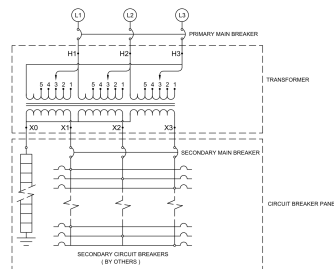 L1 L2 L3
PRIMARY MAIN BREAKER
H1 H2 H3
5 4 3 2 1 5 4 3 2 1 5 4 3 2 1
TRANSFORMER
X0 X1 X2 X3
SECONDARY MAIN BREAKER
CIRCUIT BREAKER PANE
SECONDARY CIRCUIT BREAKERS
( BY OTHERS )